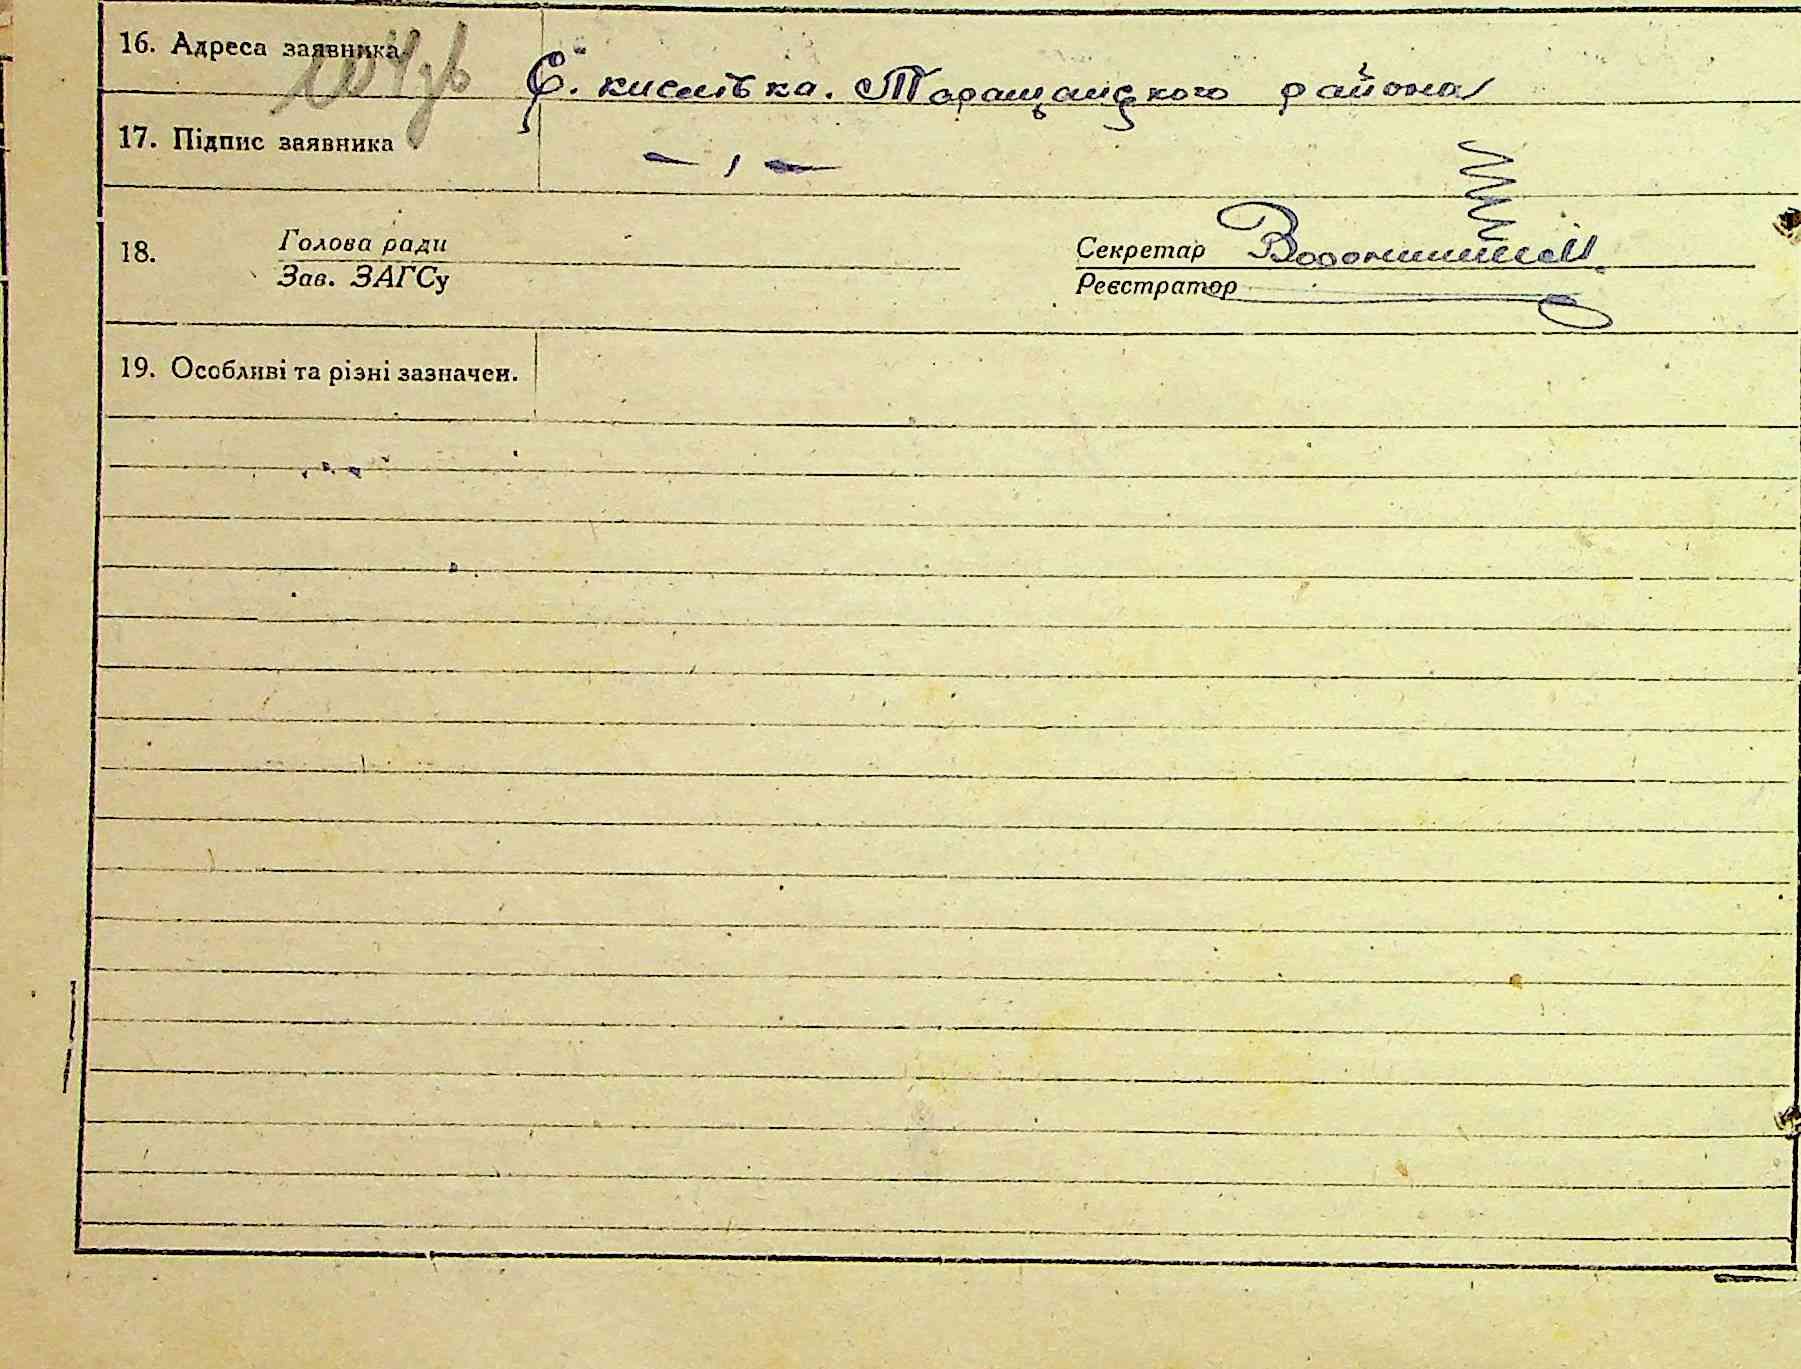 16. Адреса заявника С. кислівка. Таращанского района
17. Підпис заявника — , —
18. Голова ради Секретар
Зав. ЗАГСу Реєстратор
19. Особливі та різні зазначен.